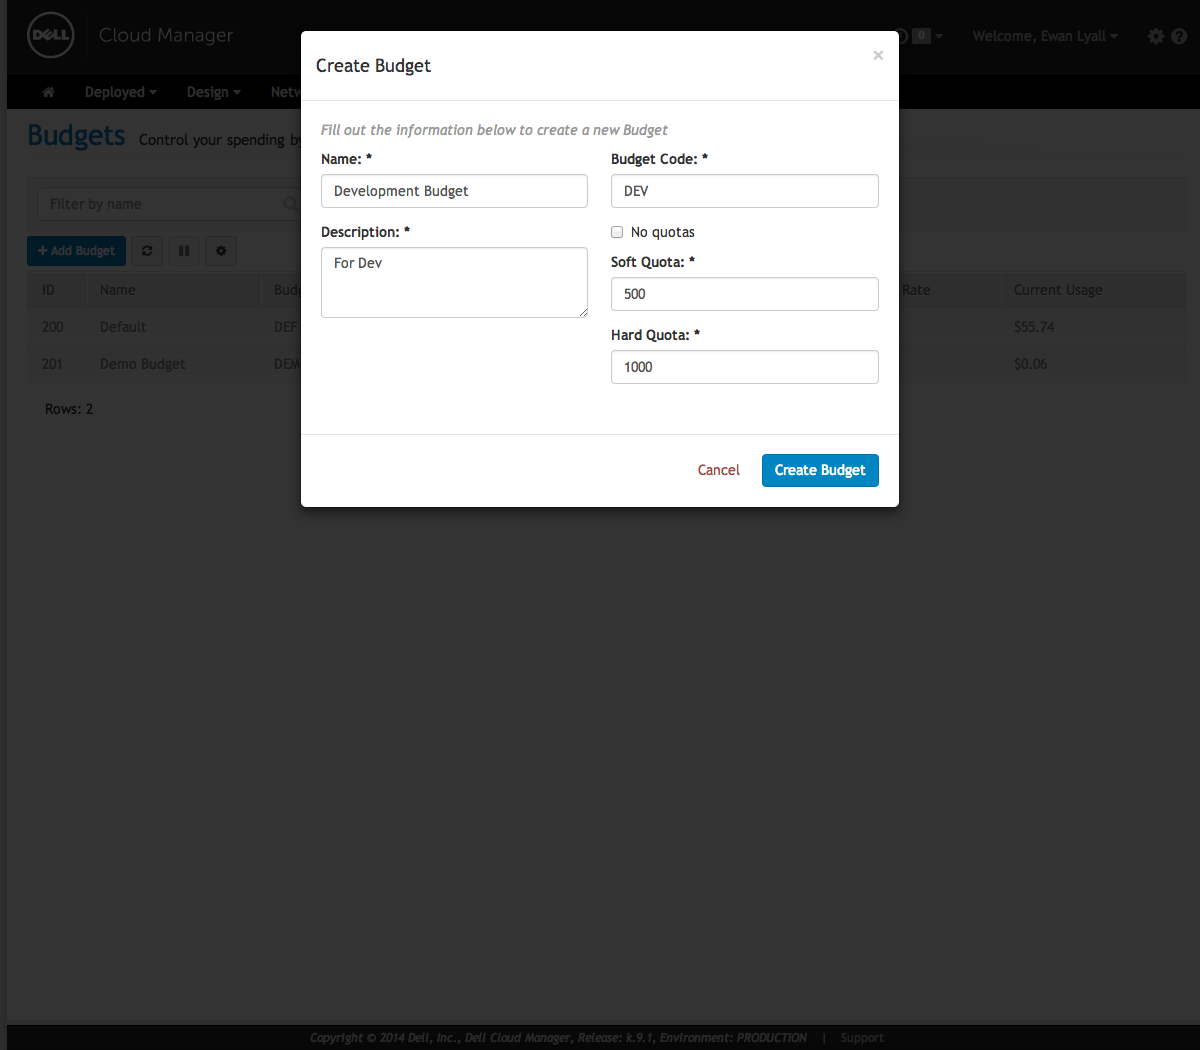 DELL Cloud Manager
0 Welcome, Ewan Lyall
Deployed Design Netw
Budgets Control your spending by
Filter by name
+ Add Budget
ID Name Budg Rate Current Usage
200 Default DEF $55.74
201 Demo Budget DEM $0.06
Rows: 2
Create Budget ×
Fill out the information below to create a new Budget
Name: *
Development Budget
Description: *
For Dev
Budget Code: *
DEV
No quotas
Soft Quota: *
500
Hard Quota: *
1000
Cancel Create Budget
Copyright © 2014 Dell, Inc., Dell Cloud Manager, Release: k.9.1, Environment: PRODUCTION | Support